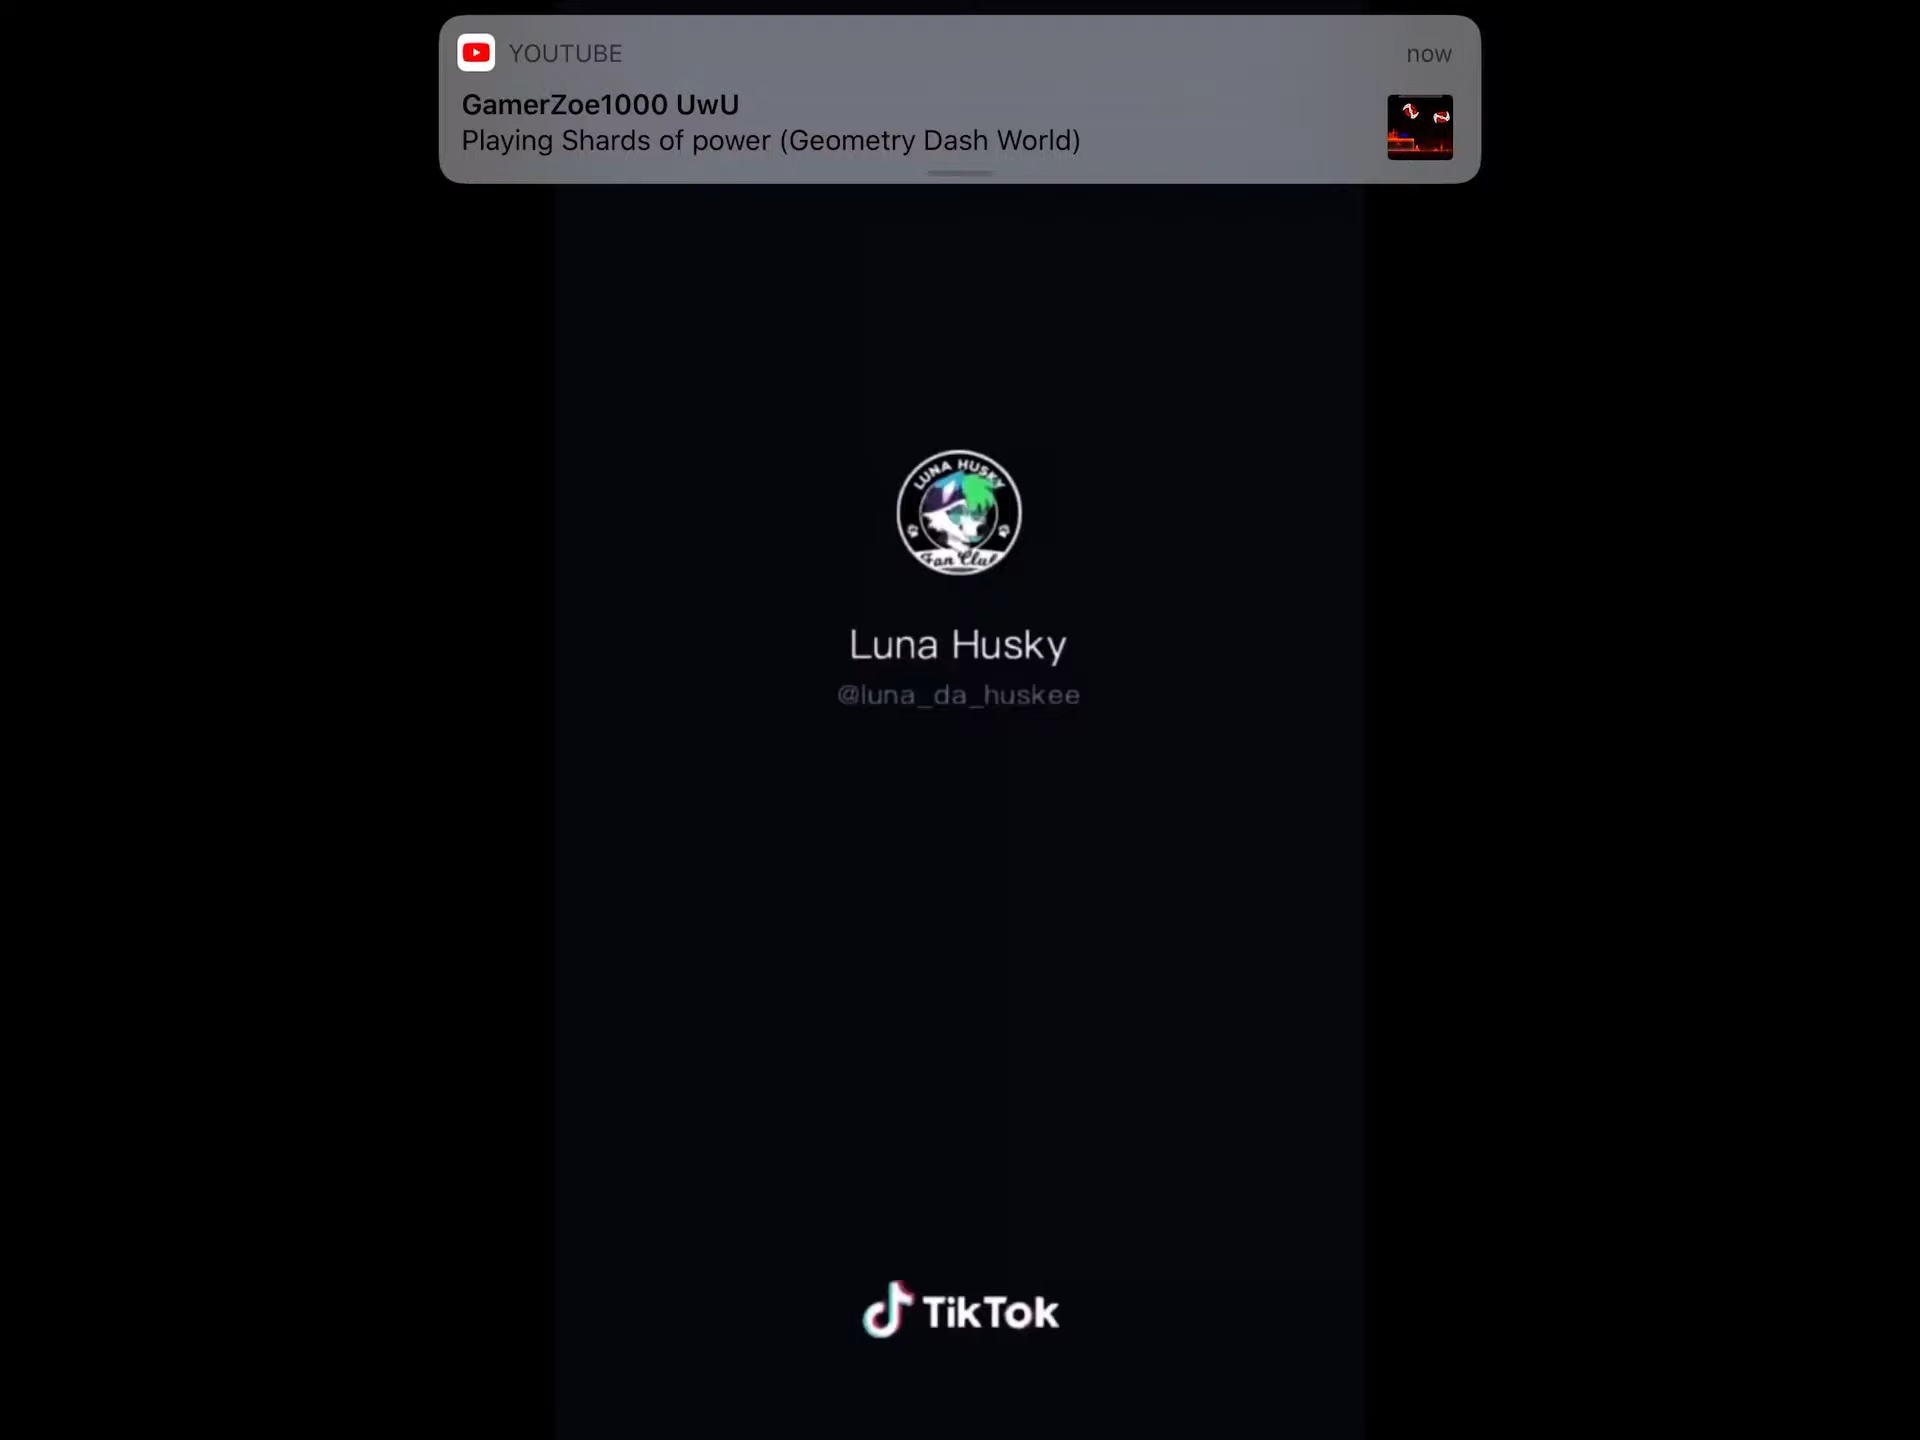 YOUTUBE
now
GamerZoe1000 UwU
Playing Shards of power (Geometry Dash World)
LUNA HUSKY
Fan Club
Luna Husky
@luna_da_huskee
TikTok